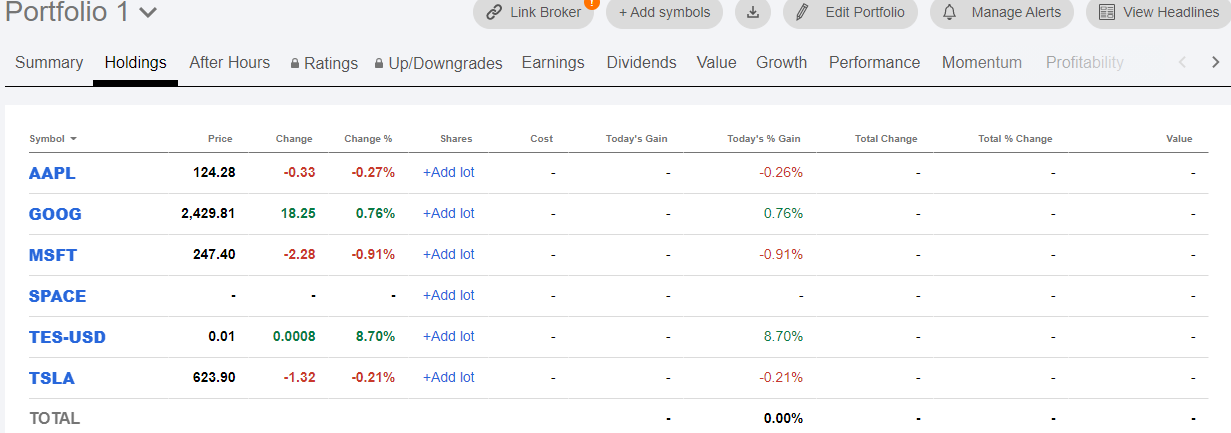 Portfolio 1
Link Broker ! + Add symbols Edit Portfolio Manage Alerts View Headlines
Summary Holdings After Hours Ratings Up/Downgrades Earnings Dividends Value Growth Performance Momentum Profitability
Symbol Price Change Change % Shares Cost Today's Gain Today's % Gain Total Change Total % Change Value
AAPL 124.28 -0.33 -0.27% +Add lot - - -0.26% - - -
GOOG 2,429.81 18.25 0.76% +Add lot - - 0.76% - - -
MSFT 247.40 -2.28 -0.91% +Add lot - - -0.91% - - -
SPACE - - - +Add lot - - - - - -
TES-USD 0.01 0.0008 8.70% +Add lot - - 8.70% - - -
TSLA 623.90 -1.32 -0.21% +Add lot - - -0.21% - - -
TOTAL - 0.00% - - -